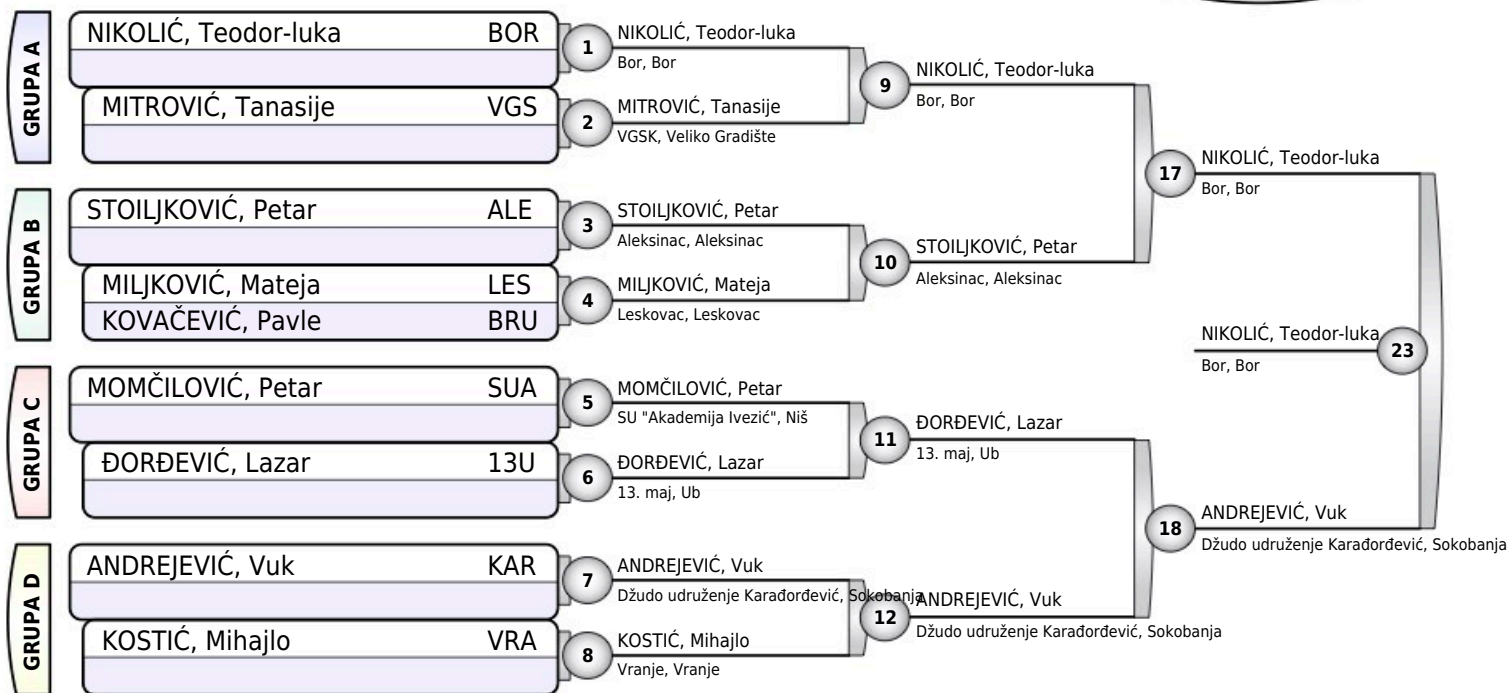 GRUPA A
NIKOLIĆ, Teodor-luka BOR
MITROVIĆ, Tanasije VGS
GRUPA B
STOILJKOVIĆ, Petar ALE
MILJKOVIĆ, Mateja LES
KOVAČEVIĆ, Pavle BRU
GRUPA C
MOMČILOVIĆ, Petar SUA
ĐORĐEVIĆ, Lazar 13U
GRUPA D
ANDREJEVIĆ, Vuk KAR
KOSTIĆ, Mihajlo VRA
1
NIKOLIĆ, Teodor-luka
Bor, Bor
2
MITROVIĆ, Tanasije
VGSK, Veliko Gradište
3
STOILJKOVIĆ, Petar
Aleksinac, Aleksinac
4
MILJKOVIĆ, Mateja
Leskovac, Leskovac
5
MOMČILOVIĆ, Petar
SU "Akademija Ivezić", Niš
6
ĐORĐEVIĆ, Lazar
13. maj, Ub
7
ANDREJEVIĆ, Vuk
Džudo udruženje Karađorđević, Sokobanja
8
KOSTIĆ, Mihajlo
Vranje, Vranje
9
NIKOLIĆ, Teodor-luka
Bor, Bor
10
STOILJKOVIĆ, Petar
Aleksinac, Aleksinac
11
ĐORĐEVIĆ, Lazar
13. maj, Ub
12
ANDREJEVIĆ, Vuk
Džudo udruženje Karađorđević, Sokobanja
17
NIKOLIĆ, Teodor-luka
Bor, Bor
18
ANDREJEVIĆ, Vuk
Džudo udruženje Karađorđević, Sokobanja
NIKOLIĆ, Teodor-luka
Bor, Bor
23